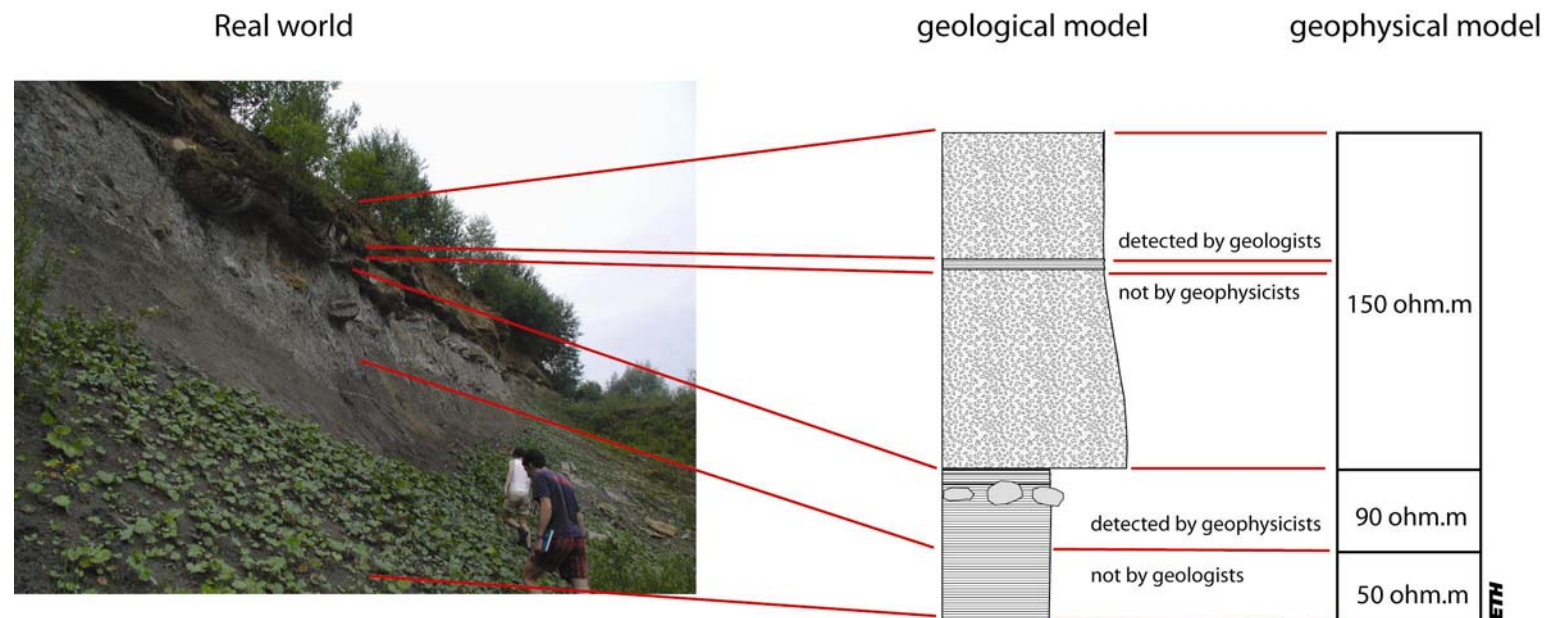 Real world
geological model
geophysical model
detected by geologists
not by geophysicists
150 ohm.m
detected by geophysicists
90 ohm.m
not by geologists
50 ohm.m
ETH